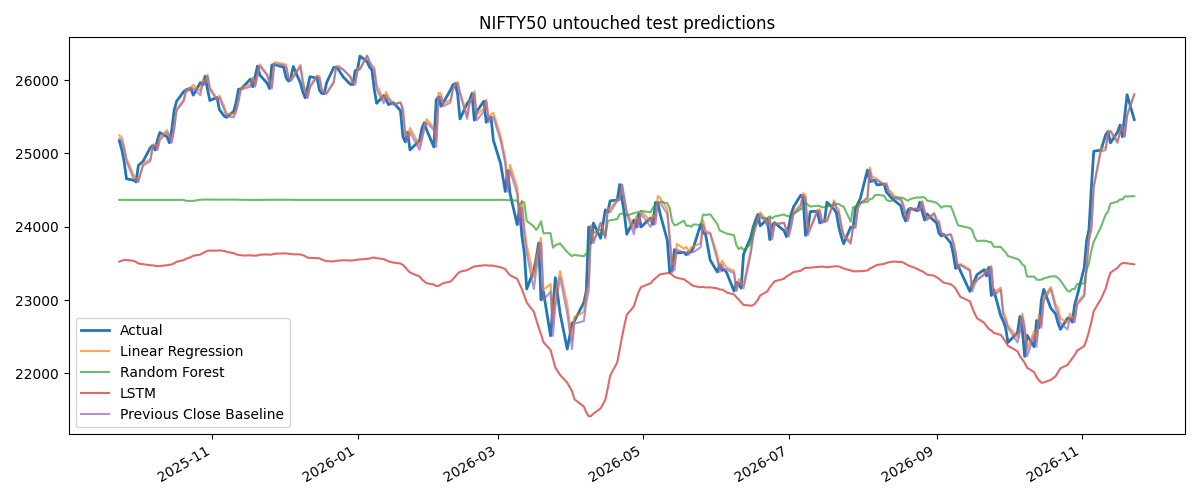 NIFTY50 untouched test predictions
26000
25000
24000
23000
22000
Actual
Linear Regression
Random Forest
LSTM
Previous Close Baseline
2025-11
2026-01
2026-03
2026-05
2026-07
2026-09
2026-11